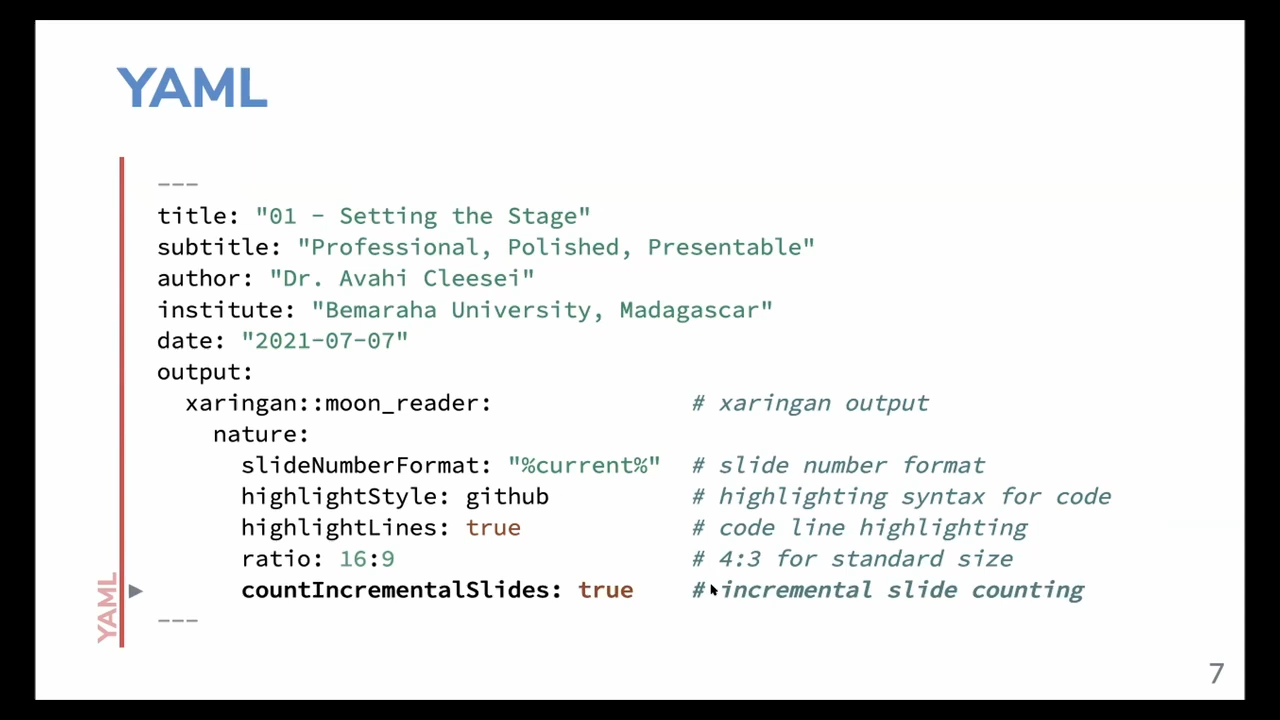 YAML
---
title: "01 - Setting the Stage"
subtitle: "Professional, Polished, Presentable"
author: "Dr. Avahi Cleesei"
institute: "Bemaraha University, Madagascar"
date: "2021-07-07"
output:
  xaringan::moon_reader: # xaringan output
    nature:
      slideNumberFormat: "%current%" # slide number format
      highlightStyle: github # highlighting syntax for code
      highlightLines: true # code line highlighting
      ratio: 16:9 # 4:3 for standard size
      countIncrementalSlides: true # incremental slide counting
---
YAML
7